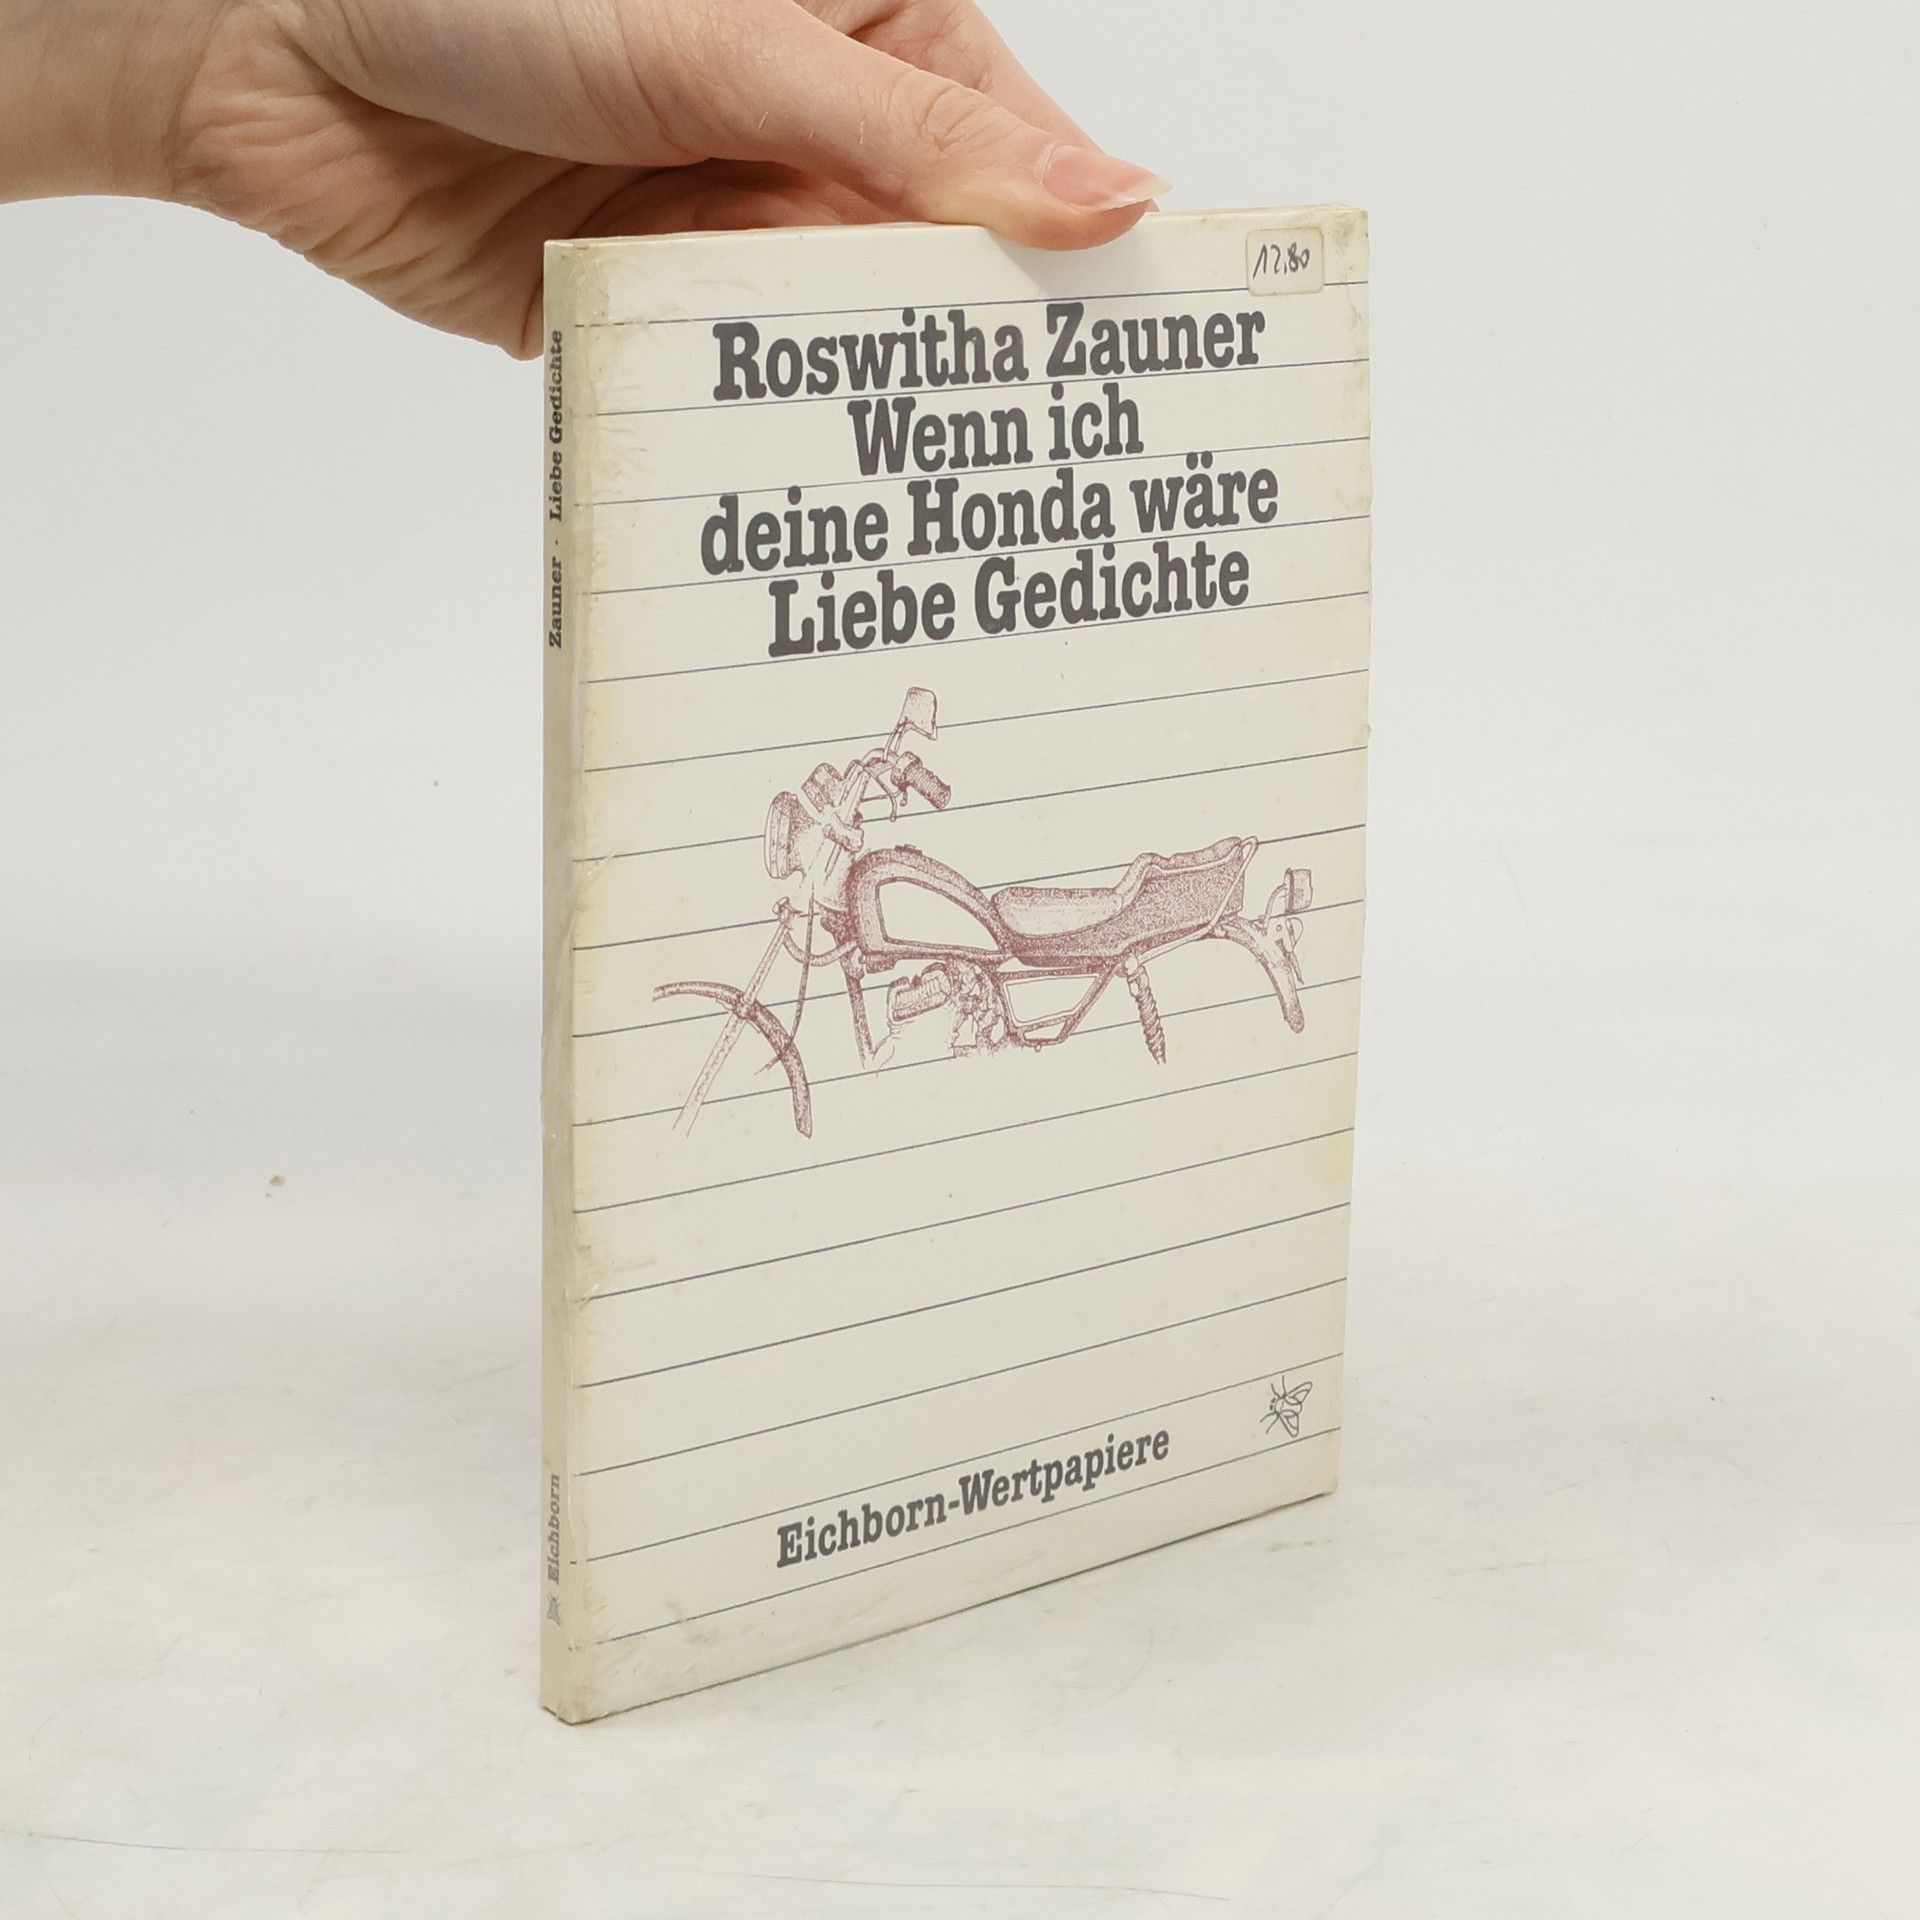 12,80
Roswitha Zauner
Wenn ich
deine Honda wäre
Liebe Gedichte
Eichborn-Wertpapiere
Zauner · Liebe Gedichte
Eichborn